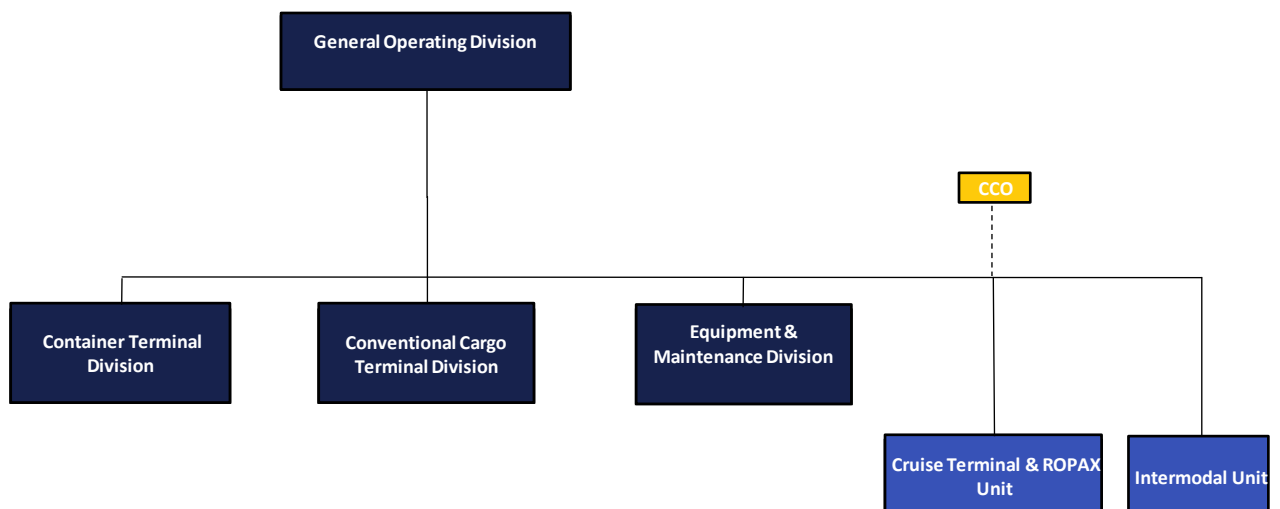 General Operating Division
CCO
Container Terminal
Division
Conventional Cargo
Terminal Division
Equipment &
Maintenance Division
Cruise Terminal & ROPAX
Unit
Intermodal Unit